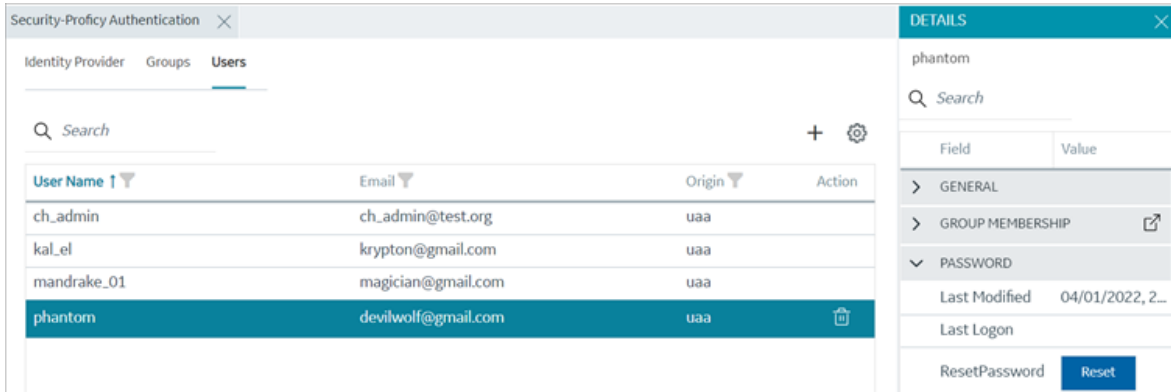 Security-Proficy Authentication
Identity Provider Groups Users
Search
User Name Email Origin Action
ch_admin ch_admin@test.org uaa
kal_el krypton@gmail.com uaa
mandrake_01 magician@gmail.com uaa
phantom devilwolf@gmail.com uaa
DETAILS
phantom
Search
Field Value
GENERAL
GROUP MEMBERSHIP
PASSWORD
Last Modified 04/01/2022, 2...
Last Logon
ResetPassword Reset